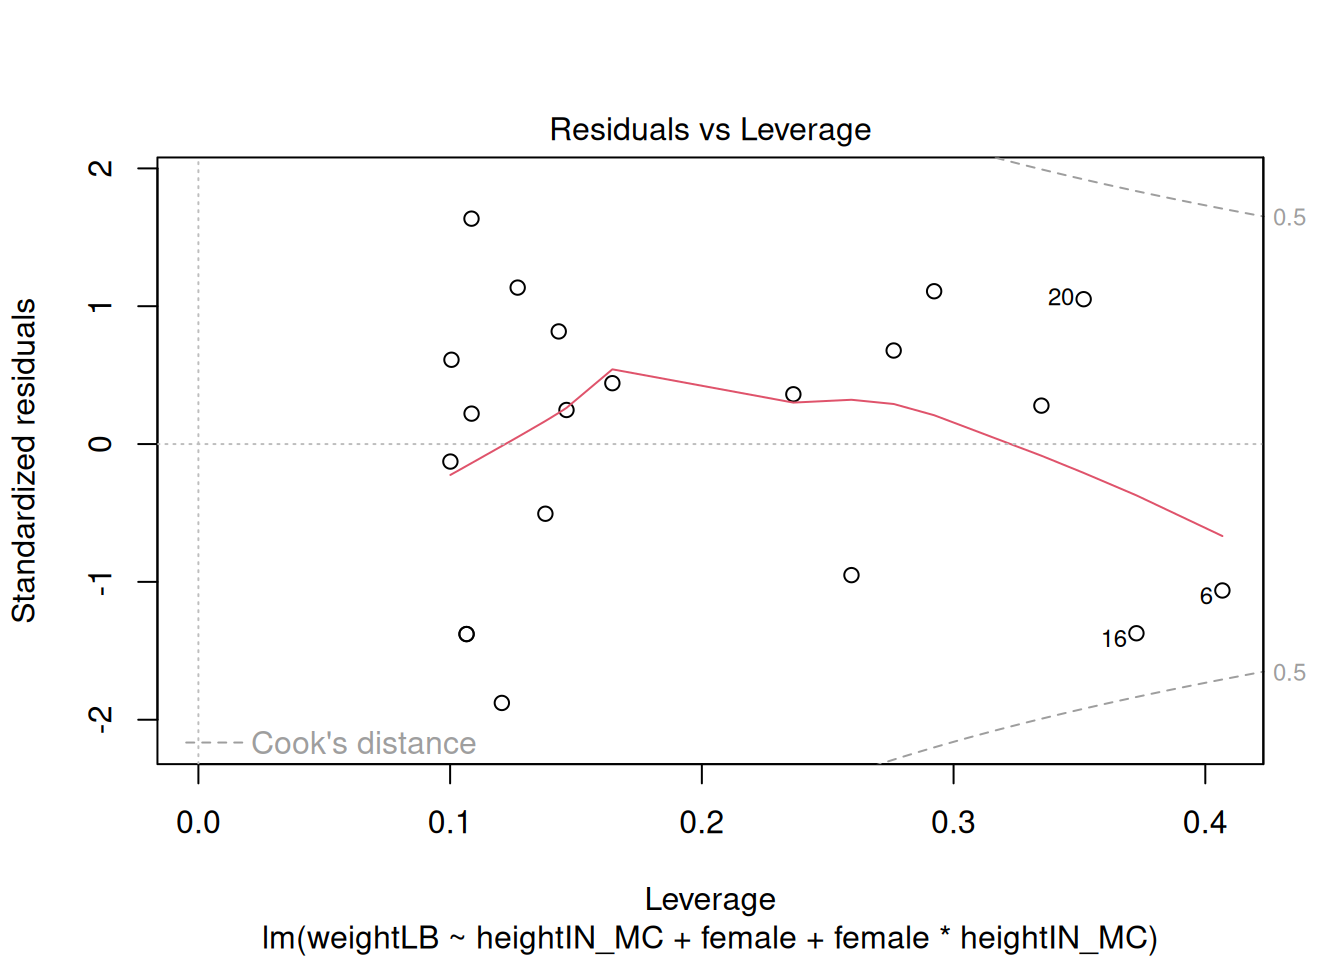 Residuals vs Leverage
Standardized residuals
2
1
0
-1
-2
0.5
0.5
20
6
16
Cook's distance
0.0 0.1 0.2 0.3 0.4
Leverage
lm(weightLB ~ heightIN_MC + female + female * heightIN_MC)